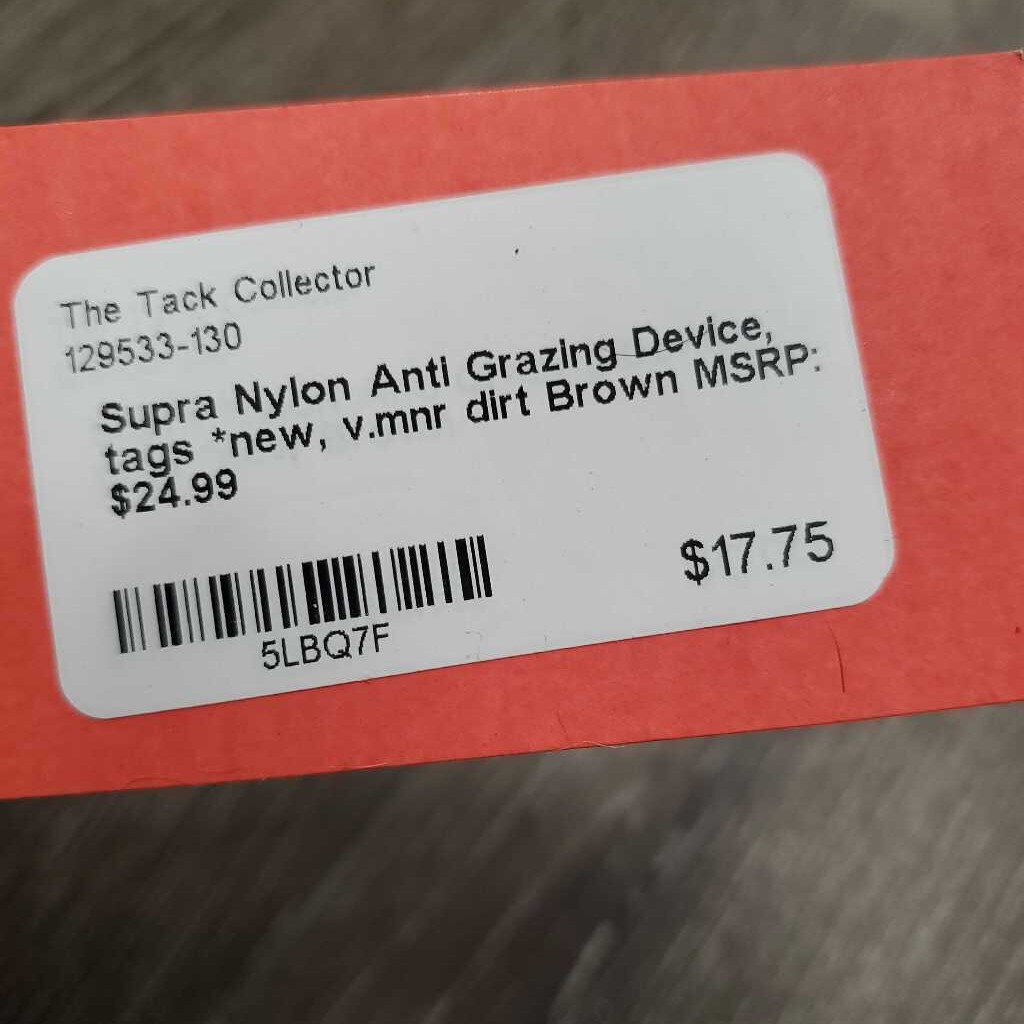 The Tack Collector
129533-130
Supra Nylon Anti Grazing Device,
tags *new, v.mnr dirt Brown MSRP:
$24.99
$17.75
5LBQ7F